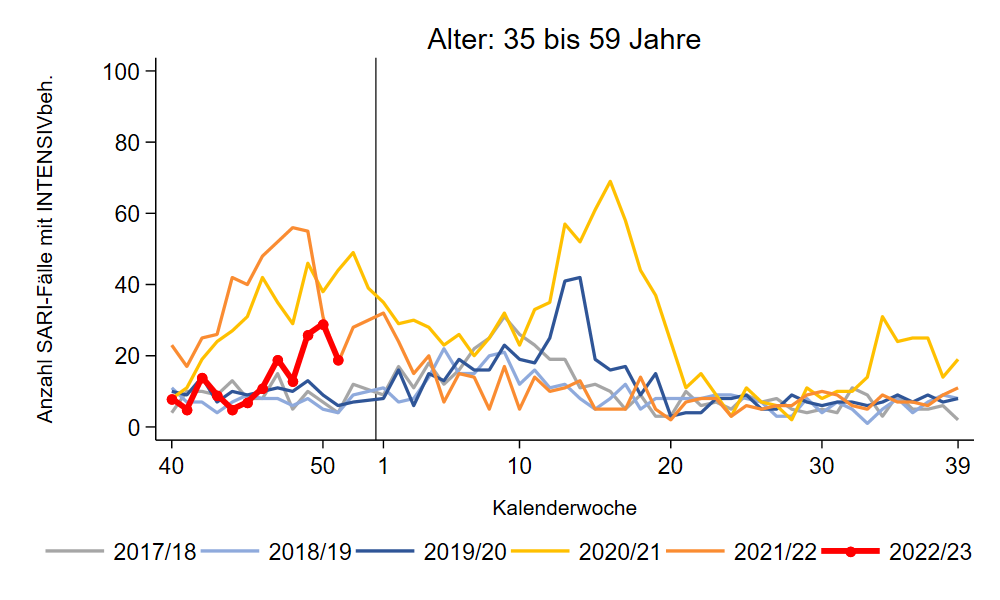 Alter: 35 bis 59 Jahre
Anzahl SARI-Fälle mit INTENSIVbeh.
100
80
60
40
20
0
40 50 1 10 20 30 39
Kalenderwoche
2017/18 2018/19 2019/20 2020/21 2021/22 2022/23